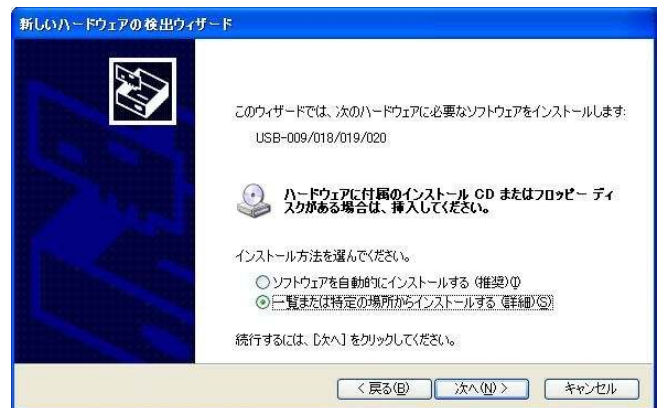 新しいハードウェアの検出ウィザード
このウィザードでは、次のハードウェアに必要なソフトウェアをインストールします:
USB-009/018/019/020
ハードウェアに付属のインストール CD またはフロッピー ディ
スクがある場合は、挿入してください。
インストール方法を選んでください。
ソフトウェアを自動的にインストールする (推奨)(I)
一覧または特定の場所からインストールする (詳細)(S)
続行するには、[次へ] をクリックしてください。
< 戻る(B) 次へ(N) > キャンセル